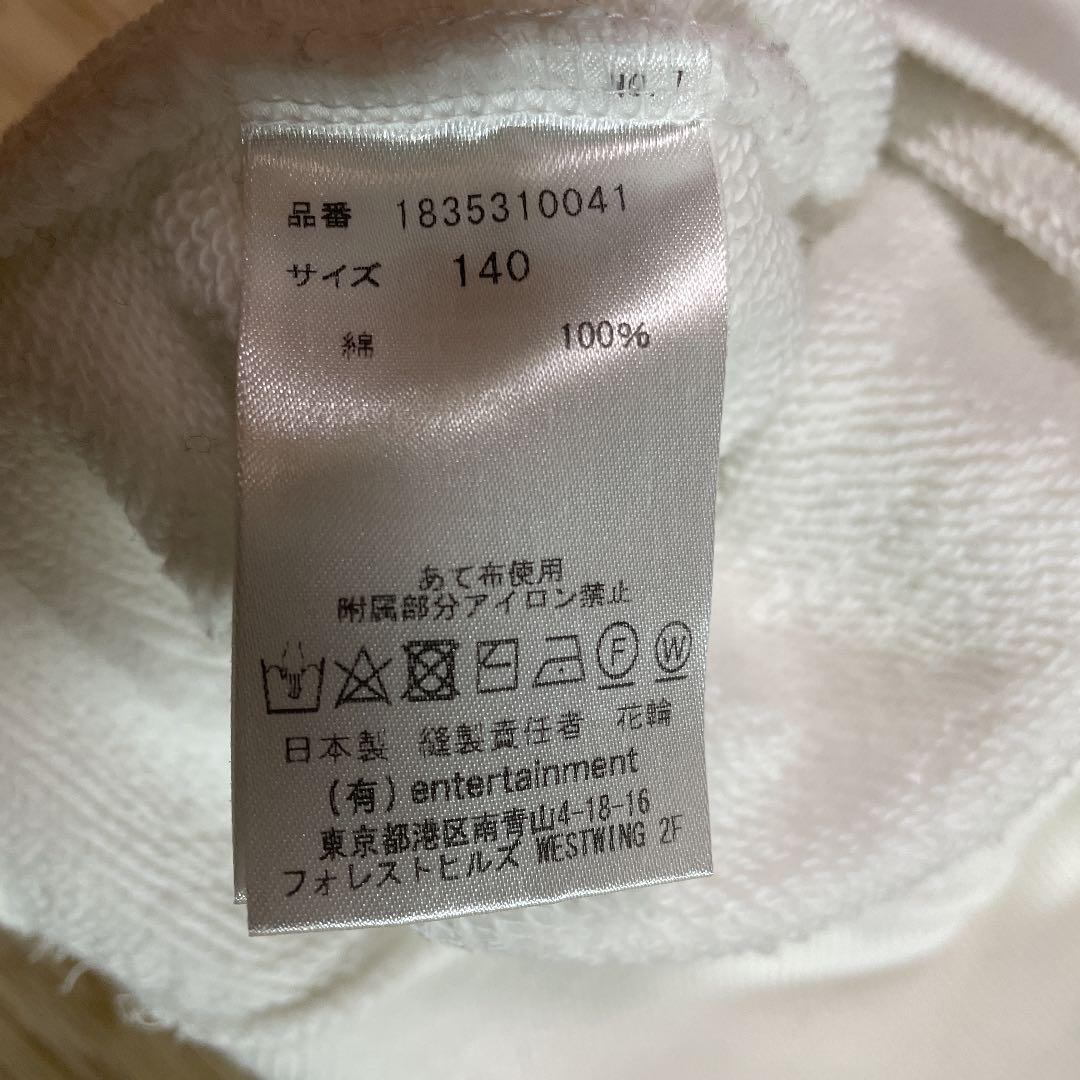 品番 1835310041
サイズ 140
綿 100%
あて布使用
附属部分アイロン禁止
F W
日本製 縫製責任者 花輪
(有) entertainment
東京都港区南青山4-18-16
フォレストヒルズ WESTWING 2F